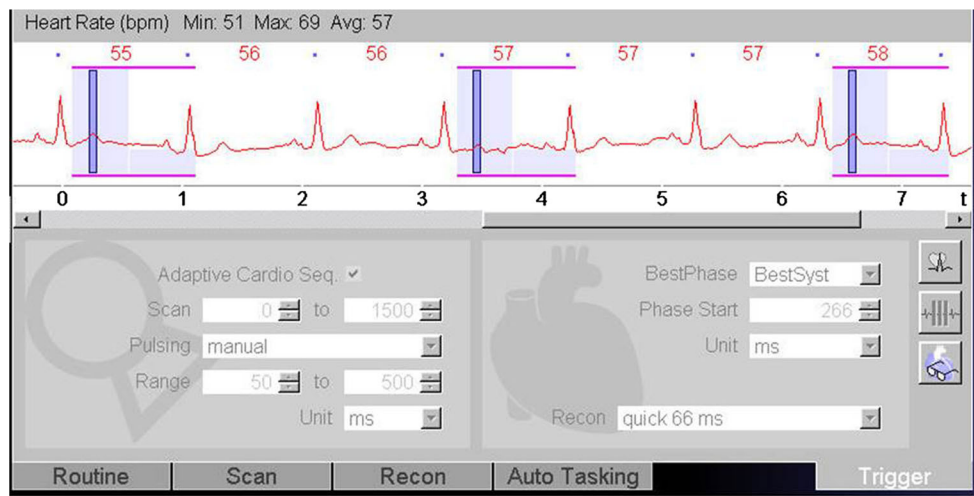 Heart Rate (bpm) Min: 51 Max: 69 Avg: 57
55 56 56 57 57 57 58
0 1 2 3 4 5 6 7 t
Adaptive Cardio Seq.
Scan 0 to 1500
Pulsing manual
Range 50 to 500
Unit ms
BestPhase BestSyst
Phase Start 266
Unit ms
Recon quick 66 ms
Routine Scan Recon Auto Tasking Trigger